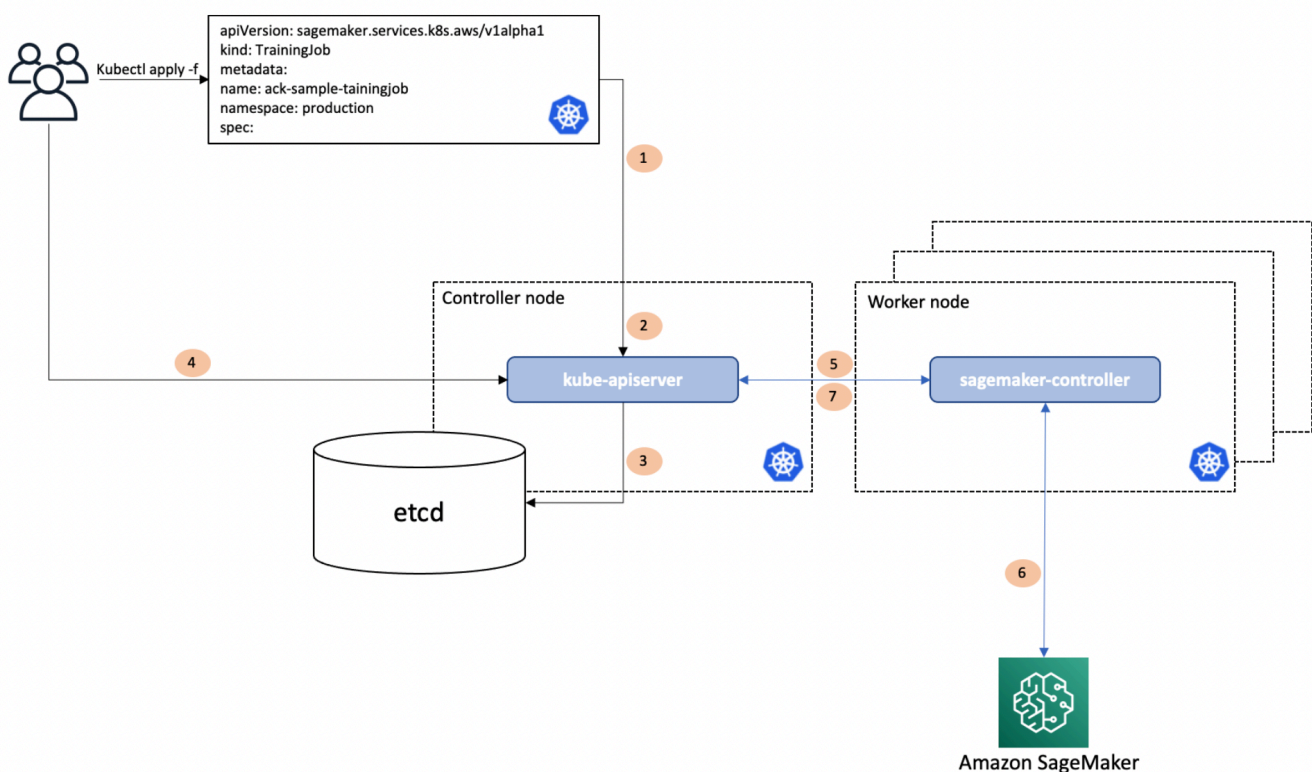 Kubectl apply -f
apiVersion: sagemaker.services.k8s.aws/v1alpha1
kind: TrainingJob
metadata:
name: ack-sample-tainingjob
namespace: production
spec:
1
Controller node
Worker node
2
4
5
kube-apiserver
sagemaker-controller
7
3
etcd
6
Amazon SageMaker